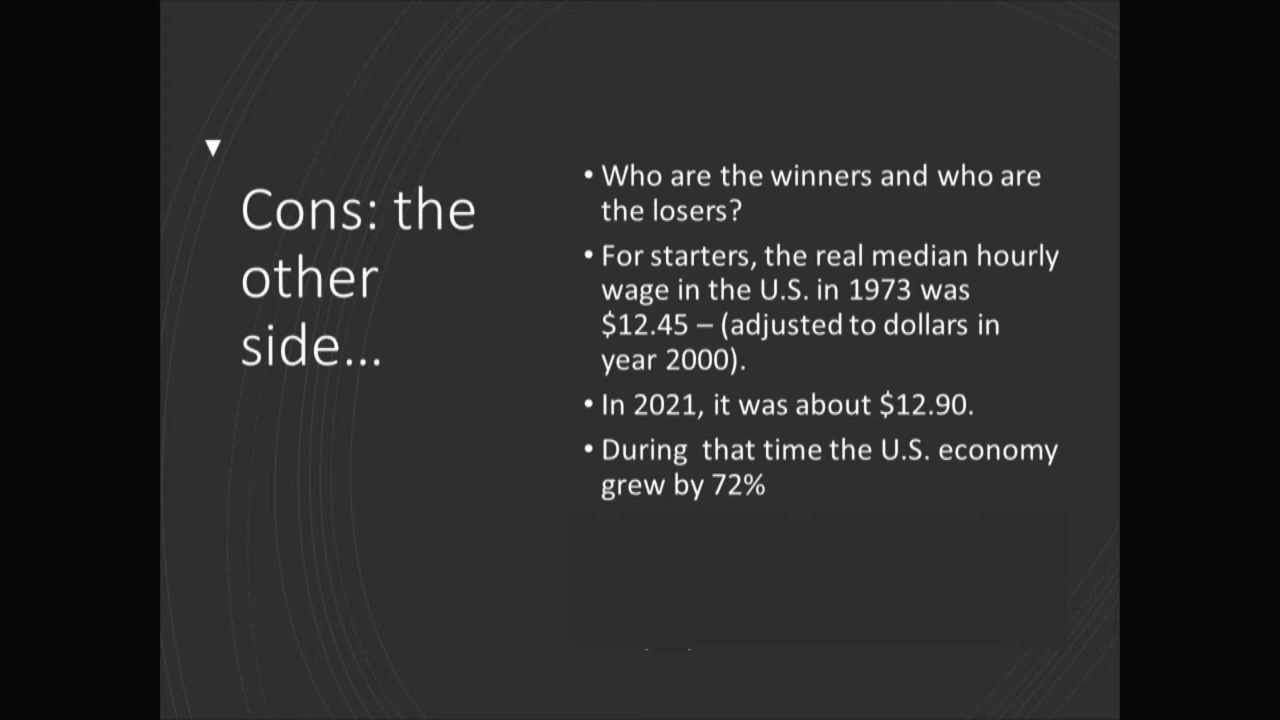 Cons: the
other
side...
• Who are the winners and who are
the losers?
• For starters, the real median hourly
wage in the U.S. in 1973 was
$12.45 – (adjusted to dollars in
year 2000).
• In 2021, it was about $12.90.
• During  that time the U.S. economy
grew by 72%